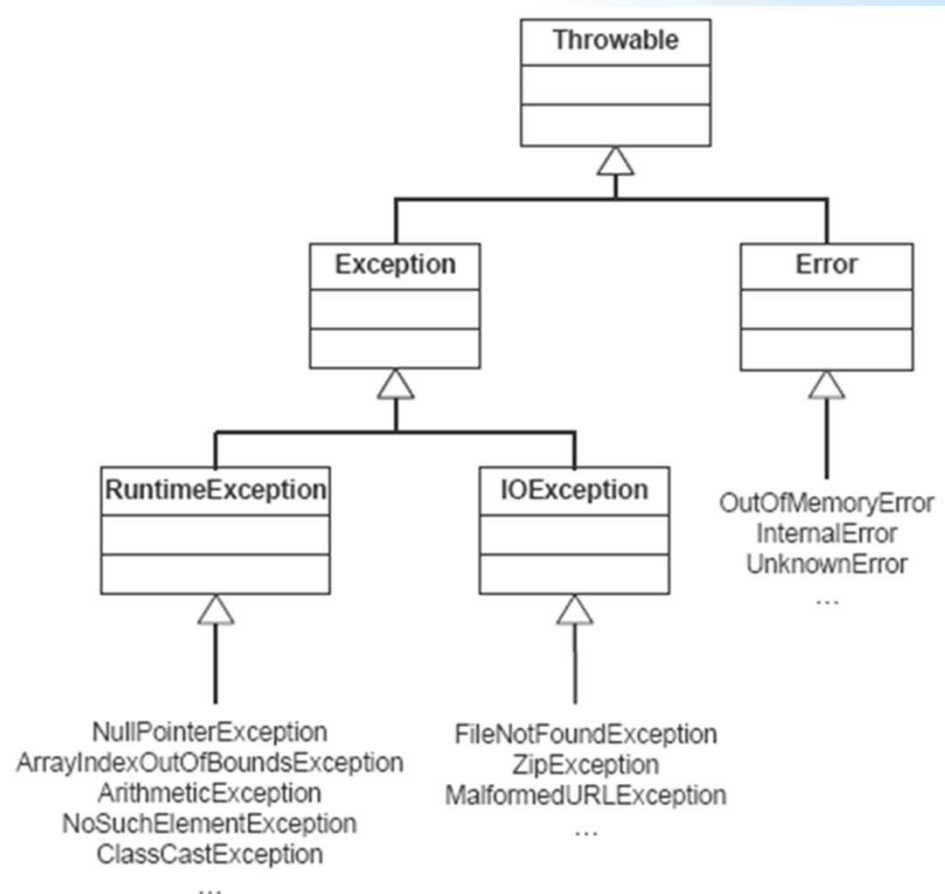 Throwable
Exception
Error
RuntimeException
IOException
OutOfMemoryError
InternalError
UnknownError
...
NullPointerException
ArrayIndexOutOfBoundsException
ArithmeticException
NoSuchElementException
ClassCastException
...
FileNotFoundException
ZipException
MalformedURLException
...